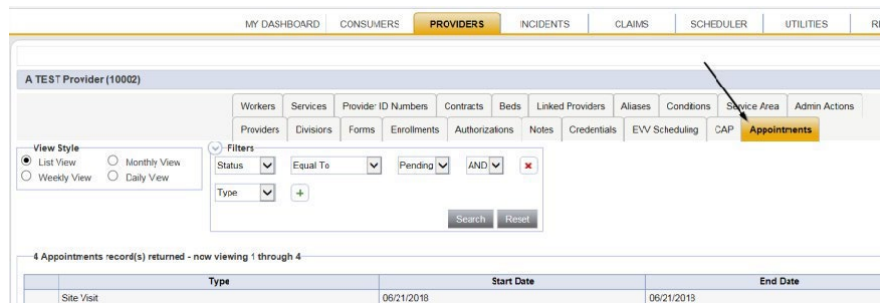 MY DASHBOARD CONSUMERS PROVIDERS INCIDENTS CLAIMS SCHEDULER UTILITIES
A TEST Provider (10002)
Workers Services Provider ID Numbers Contracts Beds Linked Providers Aliases Conditions Service Area Admin Actions
Providers Divisions Forms Enrollments Authorizations Notes Credentials EVV Scheduling CAP Appointments
View Style Filters
List View Monthly View Status Equal To Pending AND
Weekly View Daily View
Type
Search Reset
4 Appointments record(s) returned - now viewing 1 through 4
Type Start Date End Date
Site Visit 06/21/2018 06/21/2018